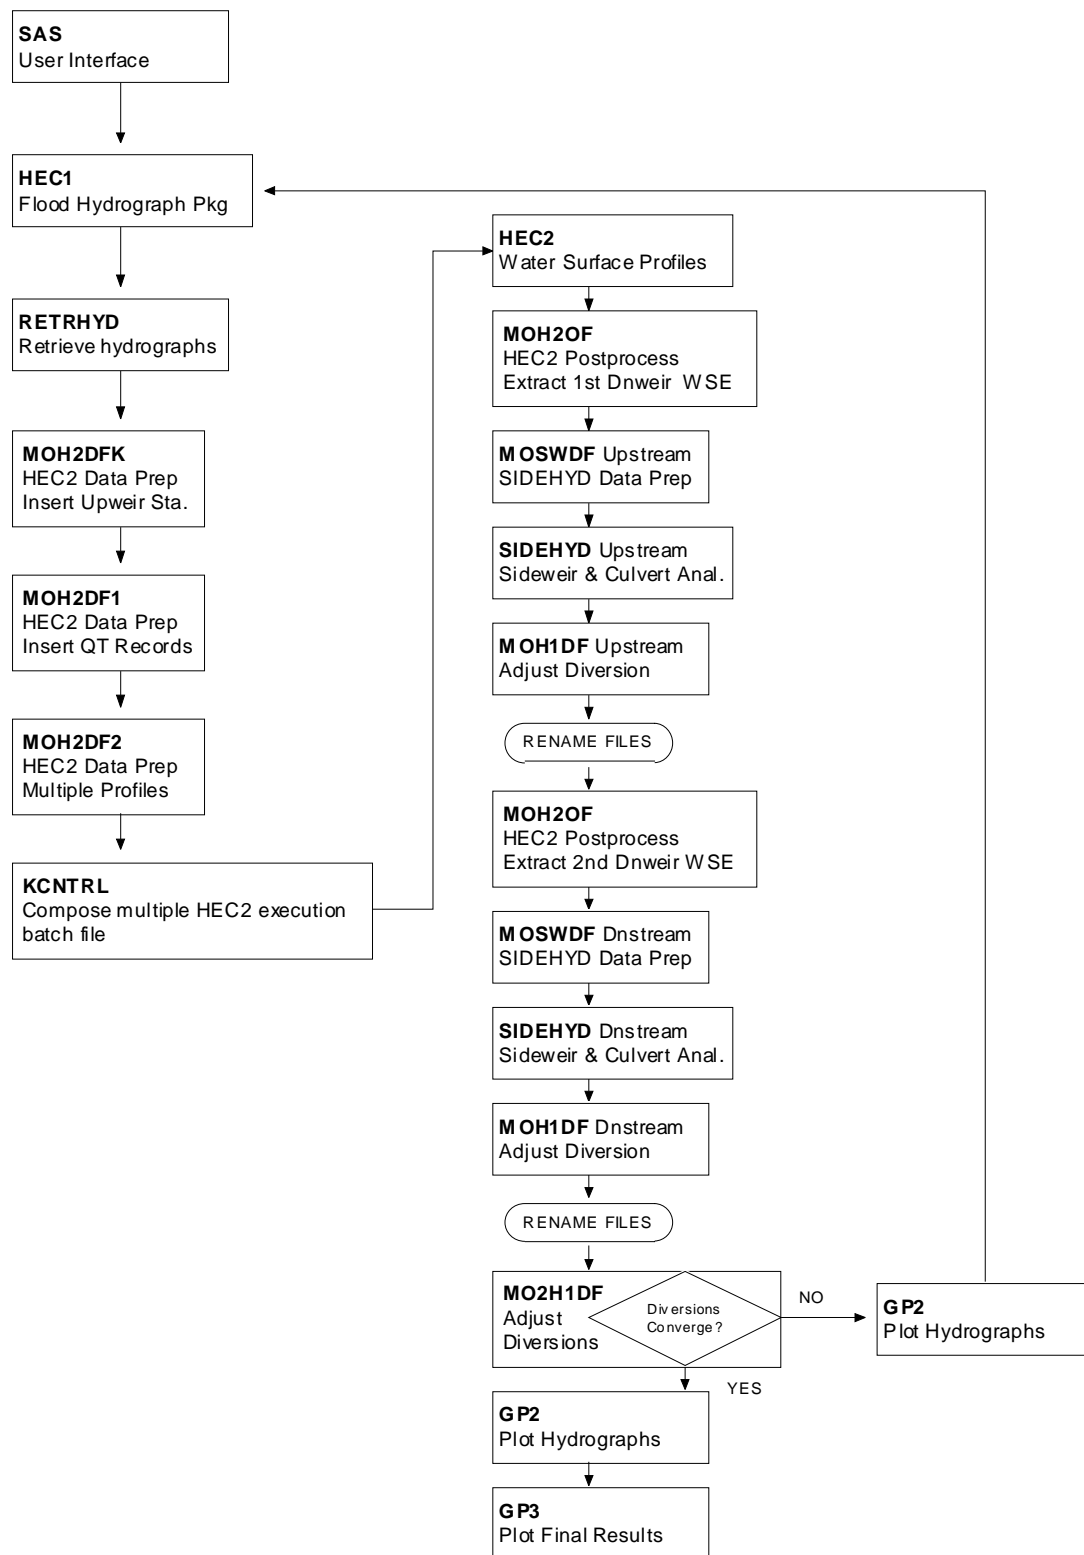 SAS
User Interface
HEC1
Flood Hydrograph Pkg
RETRHYD
Retrieve hydrographs
MOH2DFK
HEC2 Data Prep
Insert Upweir Sta.
MOH2DF1
HEC2 Data Prep
Insert QT Records
MOH2DF2
HEC2 Data Prep
Multiple Profiles
KCNTRL
Compose multiple HEC2 execution
batch file
HEC2
Water Surface Profiles
MOH2OF
HEC2 Postprocess
Extract 1st Dnweir WSE
MOSWDF Upstream
SIDEHYD Data Prep
SIDEHYD Upstream
Sideweir & Culvert Anal.
MOH1DF Upstream
Adjust Diversion
RENAME FILES
MOH2OF
HEC2 Postprocess
Extract 2nd Dnweir WSE
MOSWDF Dnstream
SIDEHYD Data Prep
SIDEHYD Dnstream
Sideweir & Culvert Anal.
MOH1DF Dnstream
Adjust Diversion
RENAME FILES
MO2H1DF
Adjust
Diversions
Diversions
Converge?
NO
GP2
Plot Hydrographs
YES
GP2
Plot Hydrographs
GP3
Plot Final Results